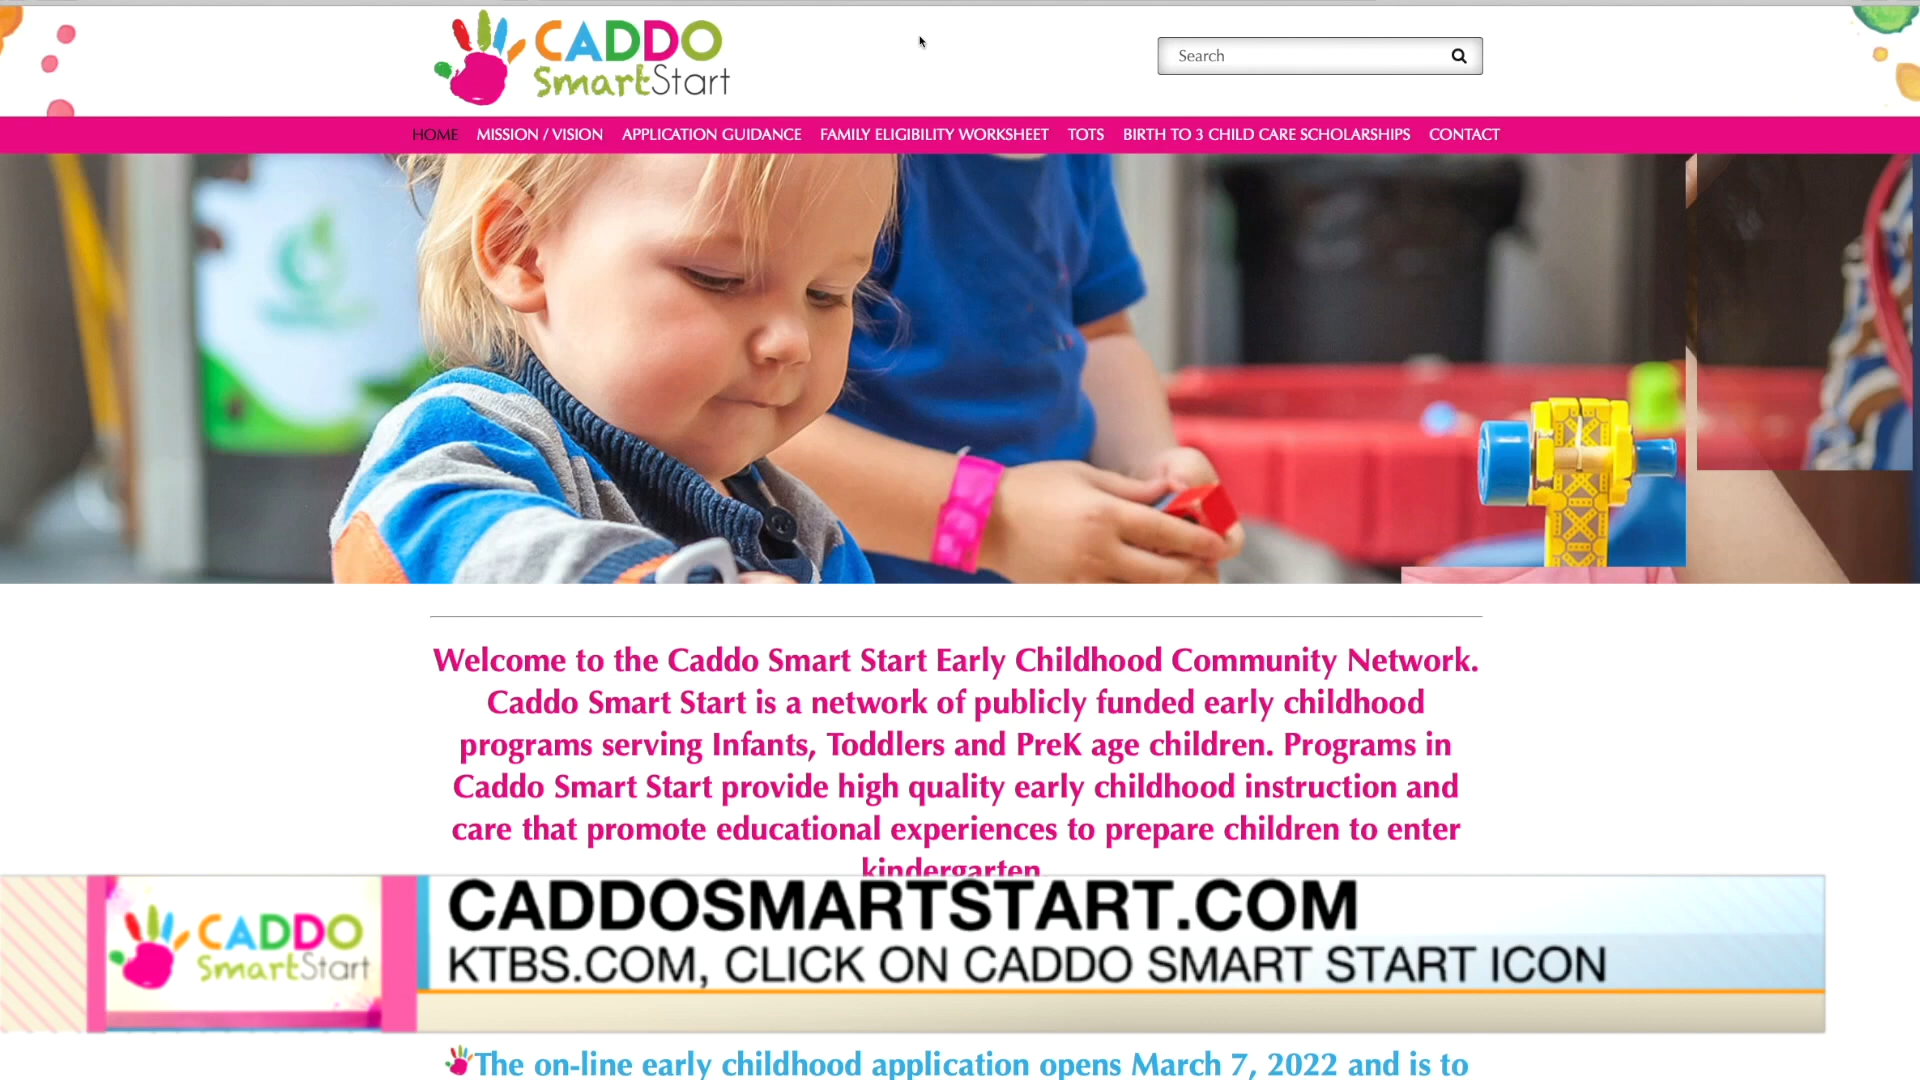 CADDO
SmartStart
Search
HOME MISSION / VISION APPLICATION GUIDANCE FAMILY ELIGIBILITY WORKSHEET TOTS BIRTH TO 3 CHILD CARE SCHOLARSHIPS CONTACT
Welcome to the Caddo Smart Start Early Childhood Community Network.
Caddo Smart Start is a network of publicly funded early childhood
programs serving Infants, Toddlers and PreK age children. Programs in
Caddo Smart Start provide high quality early childhood instruction and
care that promote educational experiences to prepare children to enter
kindergarten
CADDO
SmartStart
CADDOSMARTSTART.COM
KTBS.COM, CLICK ON CADDO SMART START ICON
The on-line early childhood application opens March 7, 2022 and is to